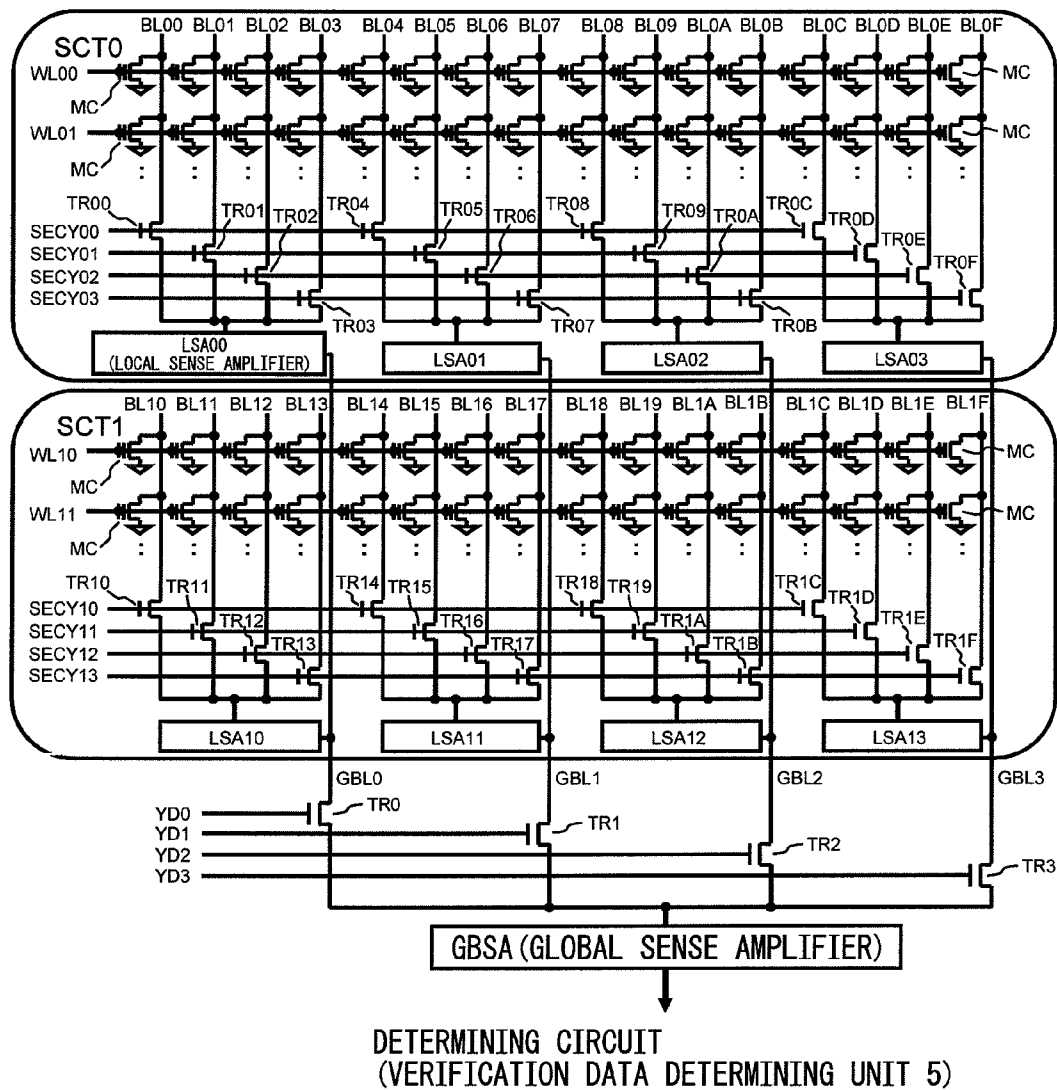 BL00 BL01 BL02 BL03 BL04 BL05 BL06 BL07 BL08 BL09 BL0A BL0B BL0C BL0D BL0E BL0F
SCT0
WL00
MC MC
WL01
MC MC
TR00 TR01 TR02 TR04 TR05 TR06 TR08 TR09 TR0A TR0C TR0D TR0E TR0F
SECY00
SECY01
SECY02
SECY03
TR03 TR07 TR0B
LSA00
(LOCAL SENSE AMPLIFIER)
LSA01 LSA02 LSA03
BL10 BL11 BL12 BL13 BL14 BL15 BL16 BL17 BL18 BL19 BL1A BL1B BL1C BL1D BL1E BL1F
SCT1
WL10
MC MC
WL11
MC MC
TR10 TR11 TR12 TR13 TR14 TR15 TR16 TR17 TR18 TR19 TR1A TR1B TR1C TR1D TR1E TR1F
SECY10
SECY11
SECY12
SECY13
LSA10 LSA11 LSA12 LSA13
GBL0 GBL1 GBL2 GBL3
YD0 TR0
YD1 TR1
YD2 TR2
YD3 TR3
GBSA(GLOBAL SENSE AMPLIFIER)
DETERMINING CIRCUIT
(VERIFICATION DATA DETERMINING UNIT 5)